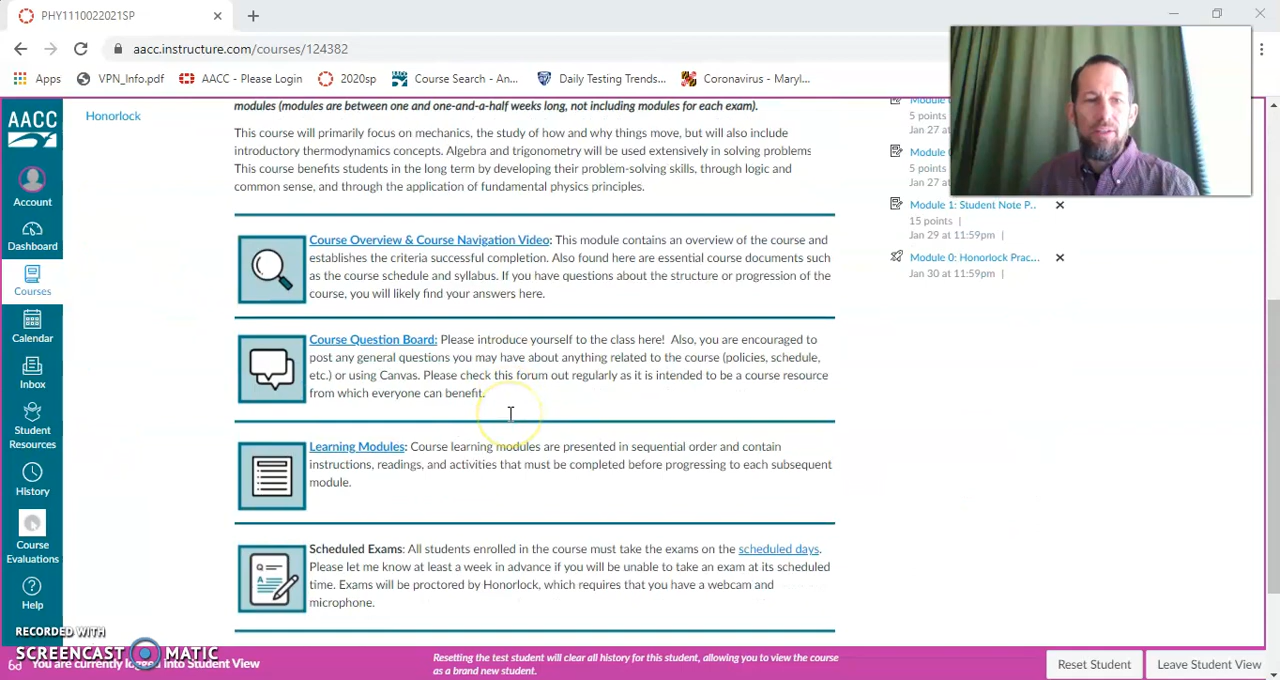 PHY1110022021SP
aacc.instructure.com/courses/124382
Apps
VPN_Info.pdf
AACC - Please Login
2020sp
Course Search - An...
Daily Testing Trends...
Coronavirus - Maryl...
AACC
Account
Dashboard
Courses
Calendar
Inbox
Student
Resources
History
Course
Evaluations
Help
Honorlock
modules (modules are between one and one-and-a-half weeks long, not including modules for each exam).
This course will primarily focus on mechanics, the study of how and why things move, but will also include
introductory thermodynamics concepts. Algebra and trigonometry will be used extensively in solving problems
This course benefits students in the long term by developing their problem-solving skills, through logic and
common sense, and through the application of fundamental physics principles.
Course Overview & Course Navigation Video: This module contains an overview of the course and
establishes the criteria successful completion. Also found here are essential course documents such
as the course schedule and syllabus. If you have questions about the structure or progression of the
course, you will likely find your answers here.
Course Question Board: Please introduce yourself to the class here! Also, you are encouraged to
post any general questions you may have about anything related to the course (policies, schedule,
etc.) or using Canvas. Please check this forum out regularly as it is intended to be a course resource
from which everyone can benefit.
Learning Modules: Course learning modules are presented in sequential order and contain
instructions, readings, and activities that must be completed before progressing to each subsequent
module.
Scheduled Exams: All students enrolled in the course must take the exams on the scheduled days.
Please let me know at least a week in advance if you will be unable to take an exam at its scheduled
time. Exams will be proctored by Honorlock, which requires that you have a webcam and
microphone.
Module
5 points
Jan 27 at
Module
5 points
Jan 27 at
Module 1: Student Note P..
15 points |
Jan 29 at 11:59pm |
Module 0: Honorlock Prac...
Jan 30 at 11:59pm |
RECORDED WITH
SCREENCAST MATIC
You are currently logged into Student View
Resetting the test student will clear all history for this student, allowing you to view the course
as a brand new student.
Reset Student
Leave Student View